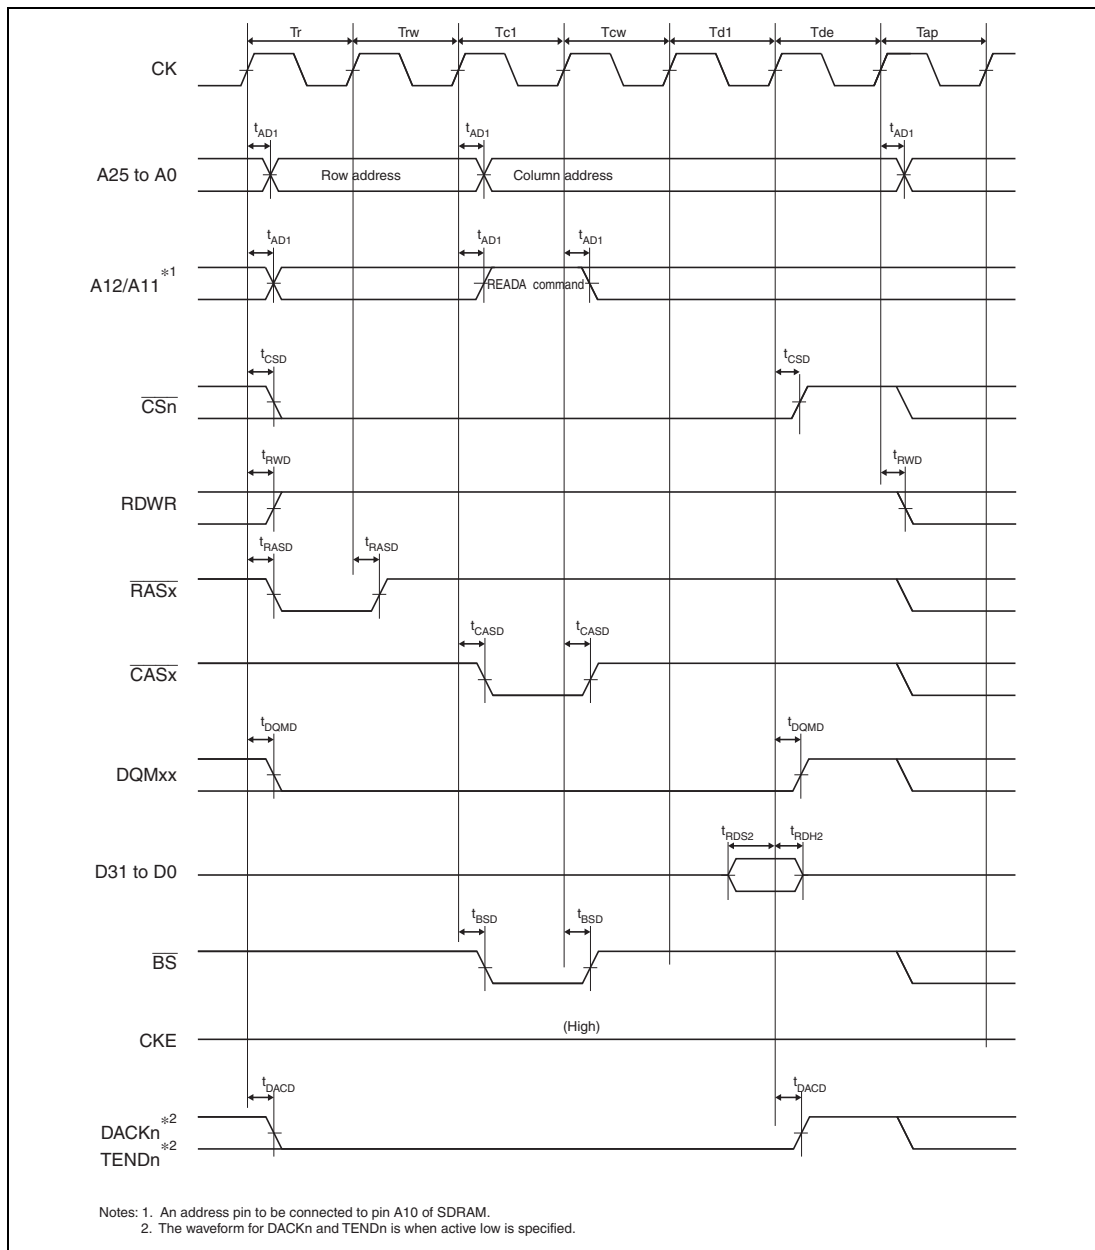 Tr Trw Tc1 Tcw Td1 Tde Tap
CK
tAD1 tAD1 tAD1
A25 to A0 Row address Column address
tAD1 tAD1 tAD1
A12/A11*1 READA command
tCSD tCSD
CSn
tRWD tRWD
RDWR
tRASD tRASD
RASx
tCASD tCASD
CASx
tDQMD tDQMD
DQMxx
tRDS2 tRDH2
D31 to D0
tBSD tBSD
BS
(High)
CKE
tDACD tDACD
DACKn*2
TENDn*2
Notes: 1. An address pin to be connected to pin A10 of SDRAM.
2. The waveform for DACKn and TENDn is when active low is specified.